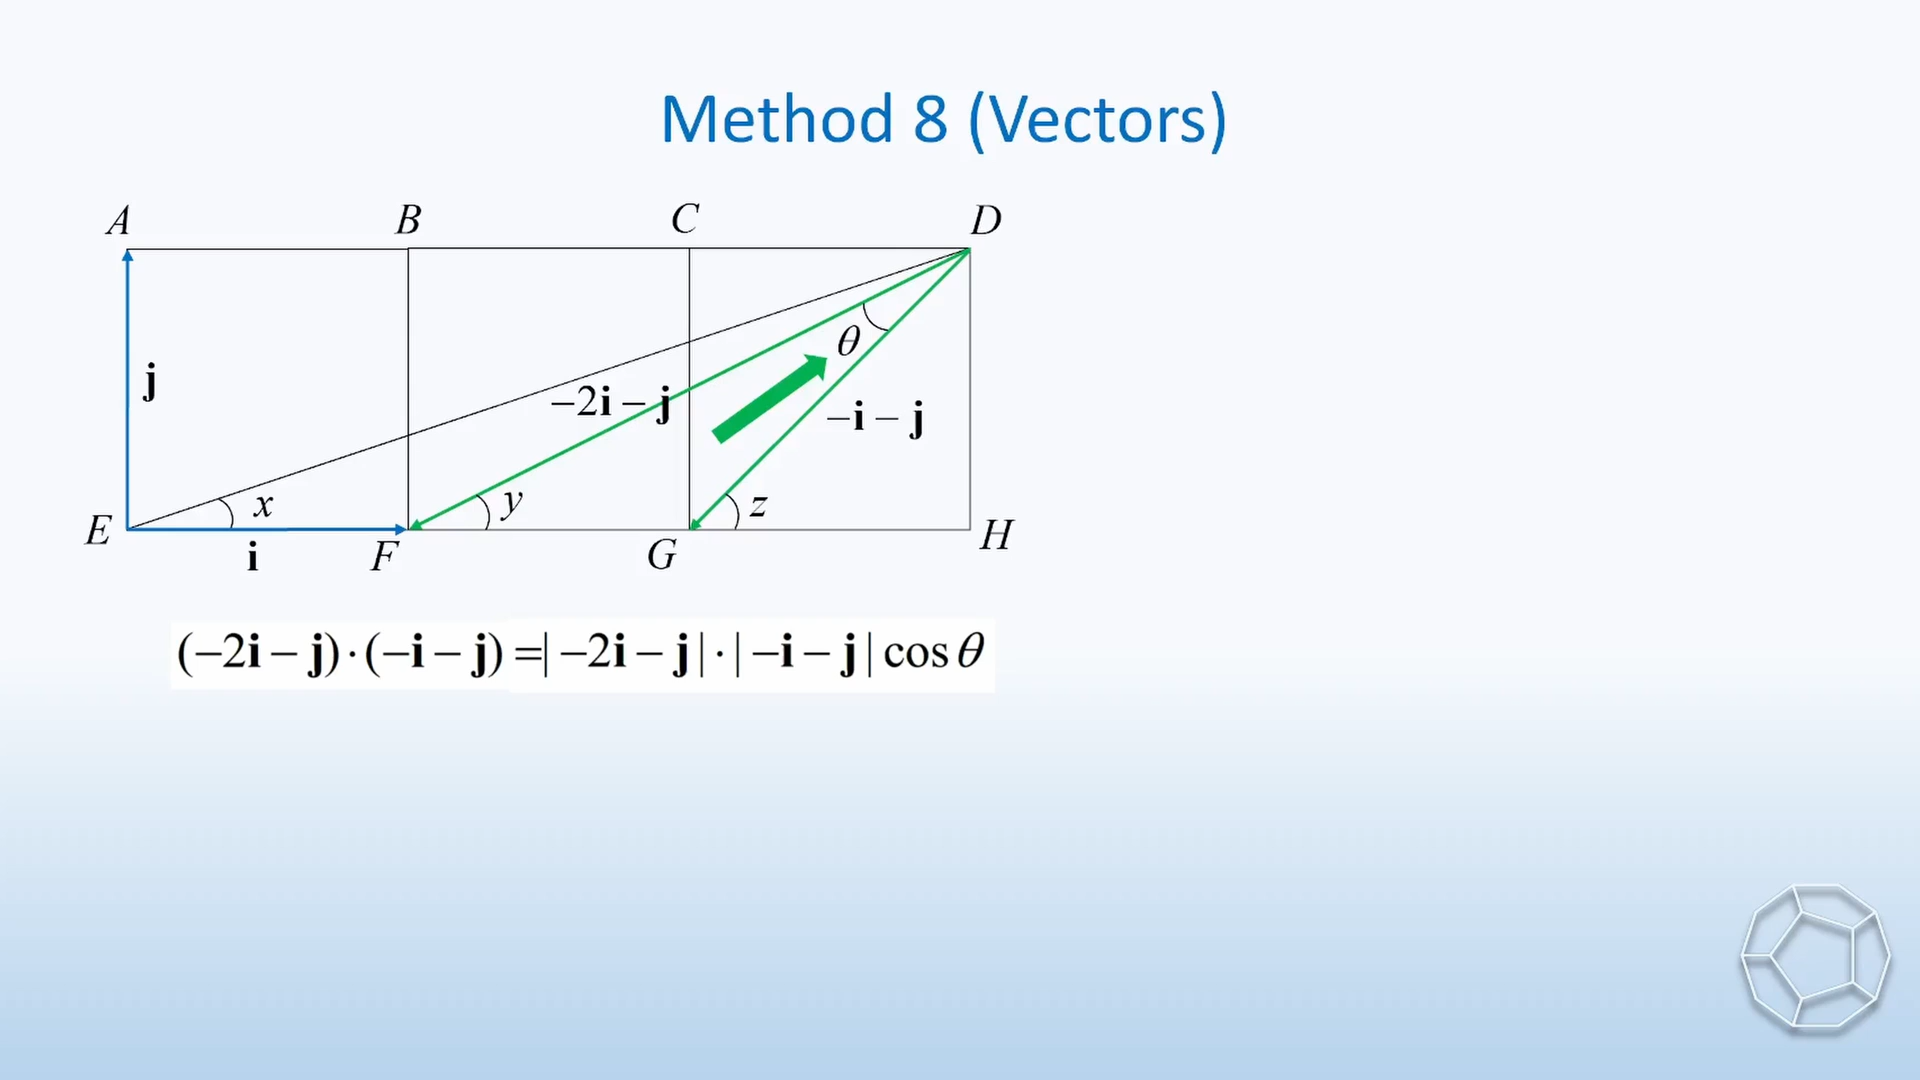 Method 8 (Vectors)
A B C D
j
θ
−2i − j
−i − j
x y z
E F G H
i
(−2i − j)·(−i − j) =| −2i − j | · | −i − j | cos θ